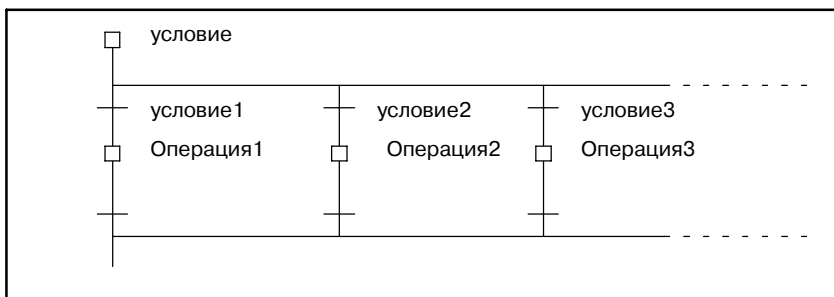 условие
условие1 условие2 условие3
Операция1 Операция2 Операция3